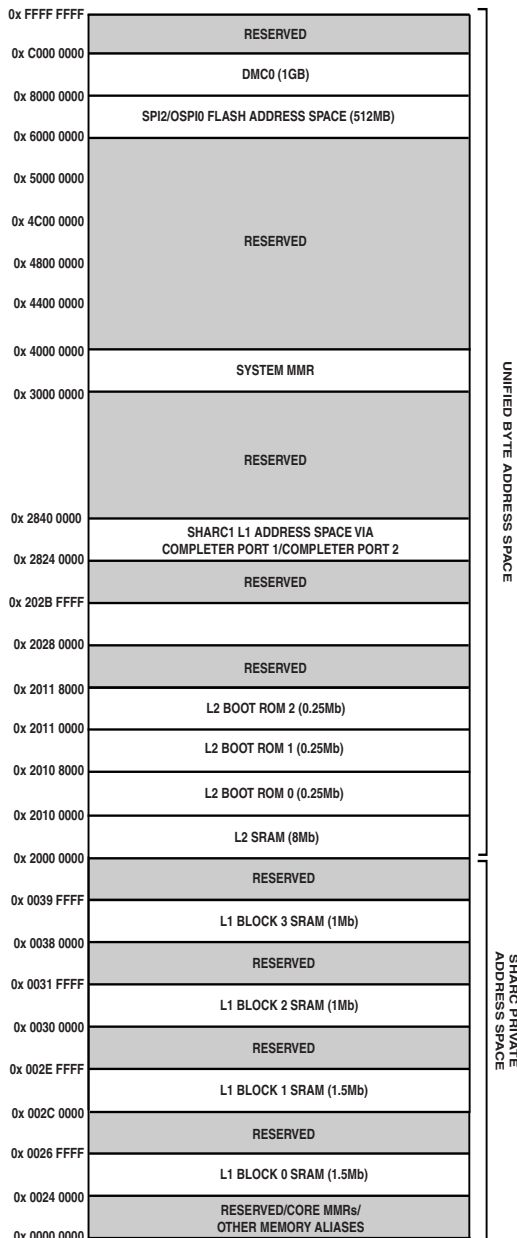 0x FFFF FFFF
RESERVED
0x C000 0000
DMC0 (1GB)
0x 8000 0000
SPI2/OSPI0 FLASH ADDRESS SPACE (512MB)
0x 6000 0000
0x 5000 0000
0x 4C00 0000
RESERVED
0x 4800 0000
0x 4400 0000
0x 4000 0000
SYSTEM MMR
0x 3000 0000
RESERVED
0x 2840 0000
SHARC1 L1 ADDRESS SPACE VIA
COMPLETER PORT 1/COMPLETER PORT 2
0x 2824 0000
RESERVED
0x 202B FFFF
0x 2028 0000
RESERVED
0x 2011 8000
L2 BOOT ROM 2 (0.25Mb)
0x 2011 0000
L2 BOOT ROM 1 (0.25Mb)
0x 2010 8000
L2 BOOT ROM 0 (0.25Mb)
0x 2010 0000
L2 SRAM (8Mb)
0x 2000 0000
UNIFIED BYTE ADDRESS SPACE
RESERVED
0x 0039 FFFF
L1 BLOCK 3 SRAM (1Mb)
0x 0038 0000
RESERVED
0x 0031 FFFF
L1 BLOCK 2 SRAM (1Mb)
0x 0030 0000
RESERVED
0x 002E FFFF
L1 BLOCK 1 SRAM (1.5Mb)
0x 002C 0000
RESERVED
0x 0026 FFFF
L1 BLOCK 0 SRAM (1.5Mb)
0x 0024 0000
RESERVED/CORE MMRs/
OTHER MEMORY ALIASES
0x 0000 0000
SHARC PRIVATE
ADDRESS SPACE